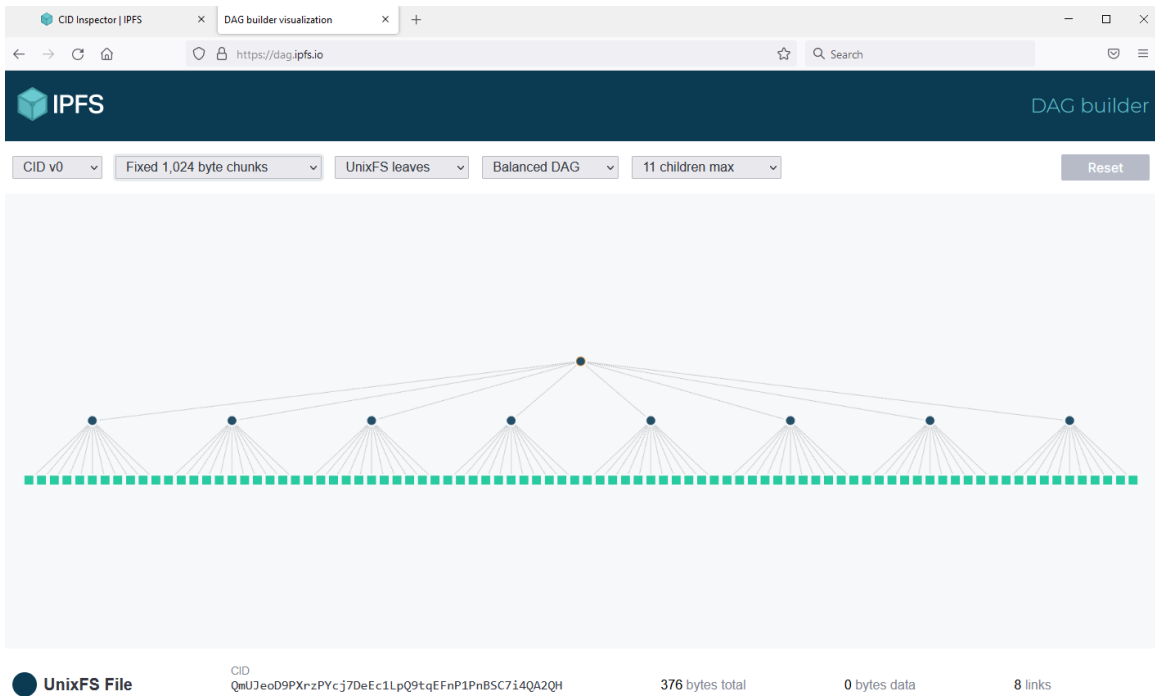 CID Inspector | IPFS
DAG builder visualization
https://dag.ipfs.io
Search
IPFS
DAG builder
CID v0
Fixed 1,024 byte chunks
UnixFS leaves
Balanced DAG
11 children max
Reset
UnixFS File
CID
QmUJeoD9PXrzPYcj7DeEc1LpQ9tqEFnP1PnBSC7i4QA2QH
376 bytes total
0 bytes data
8 links